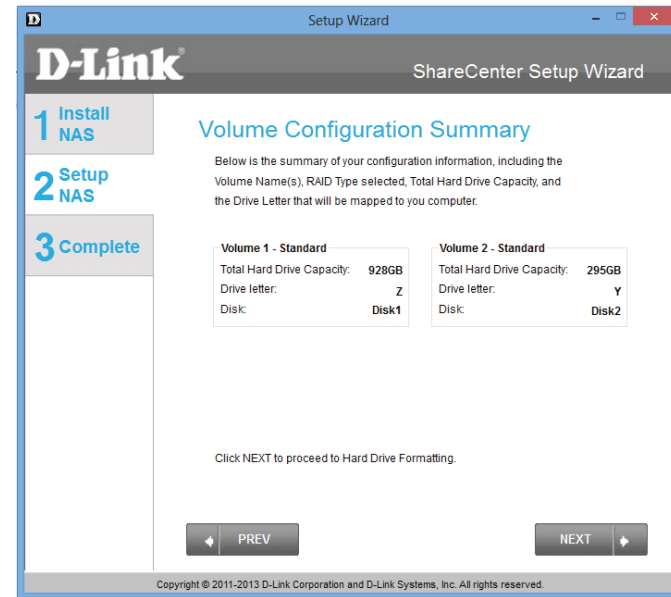 Setup Wizard
D-Link®
ShareCenter Setup Wizard
1 Install
NAS
2 Setup
NAS
3 Complete
Volume Configuration Summary
Below is the summary of your configuration information, including the
Volume Name(s), RAID Type selected, Total Hard Drive Capacity, and
the Drive Letter that will be mapped to you computer.
Volume 1 - Standard
Total Hard Drive Capacity: 928GB
Drive letter: Z
Disk: Disk1
Volume 2 - Standard
Total Hard Drive Capacity: 295GB
Drive letter: Y
Disk: Disk2
Click NEXT to proceed to Hard Drive Formatting.
PREV
NEXT
Copyright © 2011-2013 D-Link Corporation and D-Link Systems, Inc. All rights reserved.